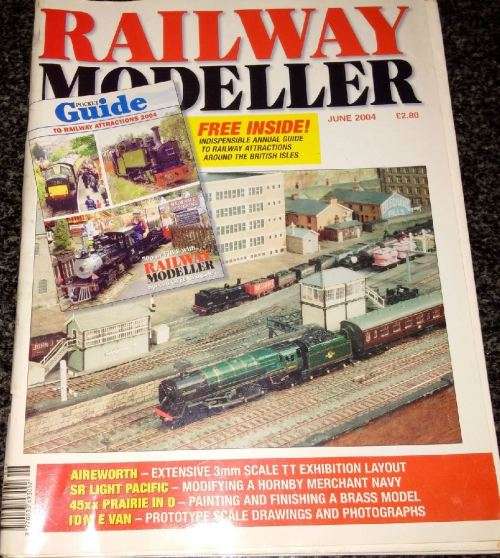 RAILWAY
MODELLER
JUNE 2004 £2.80
POCKET
Guide
TO RAILWAY ATTRACTIONS 2004
FREE INSIDE!
INDISPENSIBLE ANNUAL GUIDE
TO RAILWAY ATTRACTIONS
AROUND THE BRITISH ISLES
RAILWAY
MODELLER
AIREWORTH – EXTENSIVE 3mm SCALE TT EXHIBITION LAYOUT
SR LIGHT PACIFIC – MODIFYING A HORNBY MERCHANT NAVY
45xx PRAIRIE IN O – PAINTING AND FINISHING A BRASS MODEL
VAN – PROTOTYPE SCALE DRAWINGS AND PHOTOGRAPHS